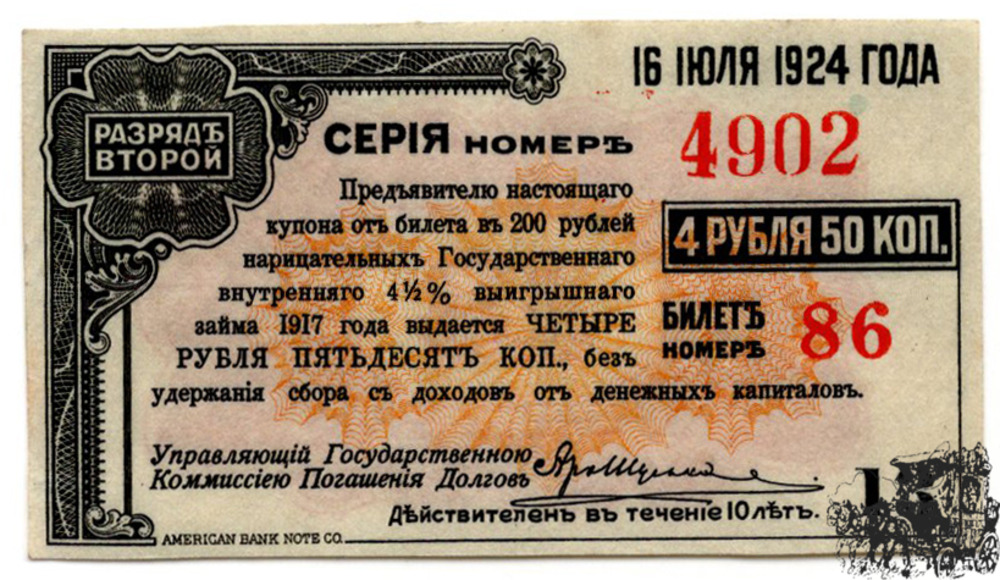 16 ІЮЛЯ 1924 ГОДА
РАЗРЯДЪ
ВТОРОЙ
СЕРІЯ НОМЕРЪ 4902
Предъявителю настоящаго
купона отъ билета въ 200 рублей
нарицательныхъ Государственнаго
внутренняго 4½% выигрышнаго
займа 1917 года выдается ЧЕТЫРЕ
РУБЛЯ ПЯТЬДЕСЯТЪ КОП., безъ
удержанія сбора съ доходовъ отъ денежныхъ капиталовъ.
4 РУБЛЯ 50 КОП.
БИЛЕТЪ
НОМЕРЪ 86
Управляющій Государственною
Коммиссіею Погашенія Долговъ
Дѣйствителенъ въ теченіе 10 лѣтъ.
AMERICAN BANK NOTE CO.